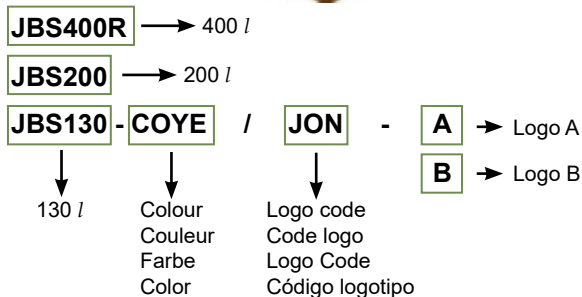 JBS400R 400 l
JBS200 200 l
JBS130 - COYE / JON - A Logo A
B Logo B
130 l Colour Logo code
Couleur Code logo
Farbe Logo Code
Color Código logotipo